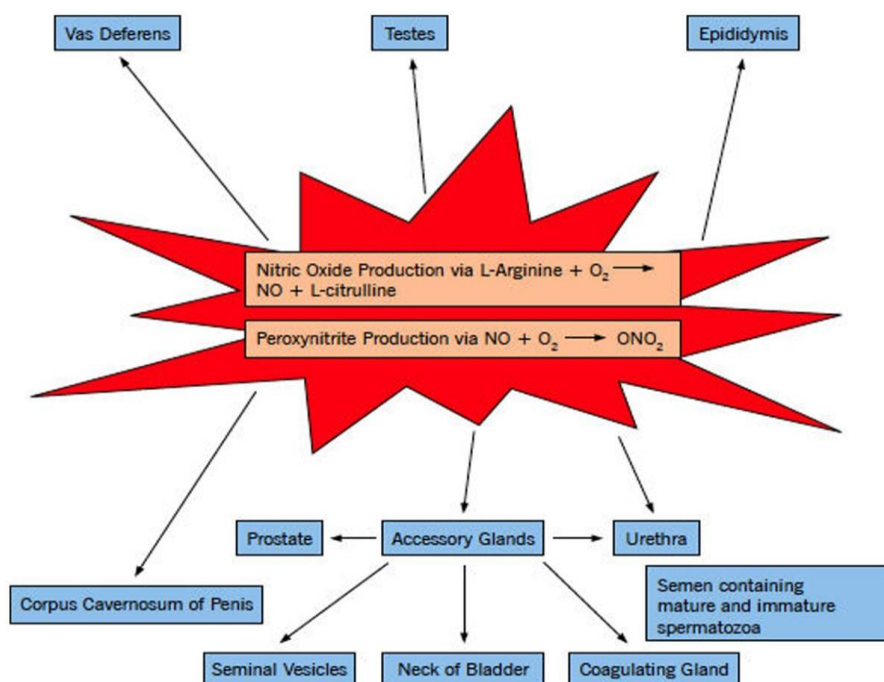 Vas Deferens
Testes
Epididymis
Nitric Oxide Production via L-Arginine + O₂ ⟶
NO + L-citrulline
Peroxynitrite Production via NO + O₂ ⟶ ONO₂
Prostate
Accessory Glands
Urethra
Corpus Cavernosum of Penis
Semen containing
mature and immature
spermatozoa
Seminal Vesicles
Neck of Bladder
Coagulating Gland